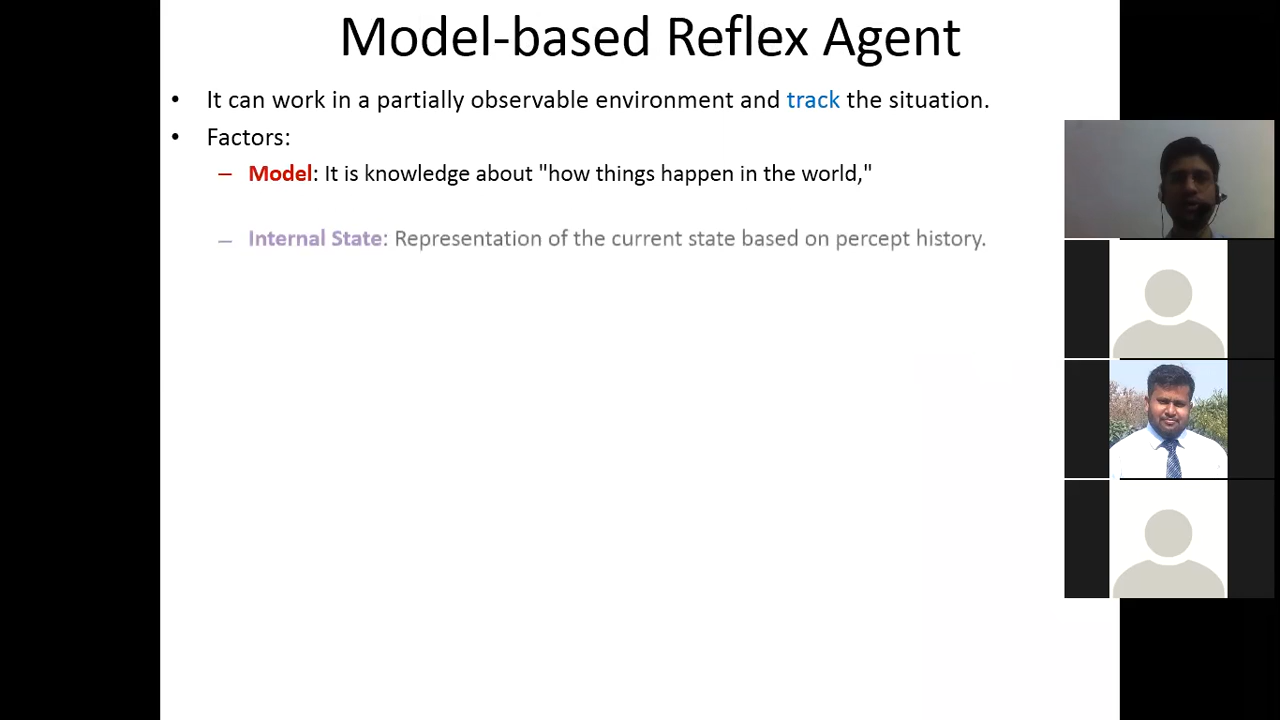 Model-based Reflex Agent
• It can work in a partially observable environment and track the situation.
• Factors:
– Model: It is knowledge about "how things happen in the world,"
– Internal State: Representation of the current state based on percept history.